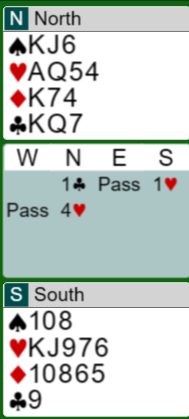 N North
♠KJ6
♥AQ54
♦K74
♣KQ7
W N E S
1♣ Pass 1♥
Pass 4♥
S South
♠108
♥KJ976
♦10865
♣9